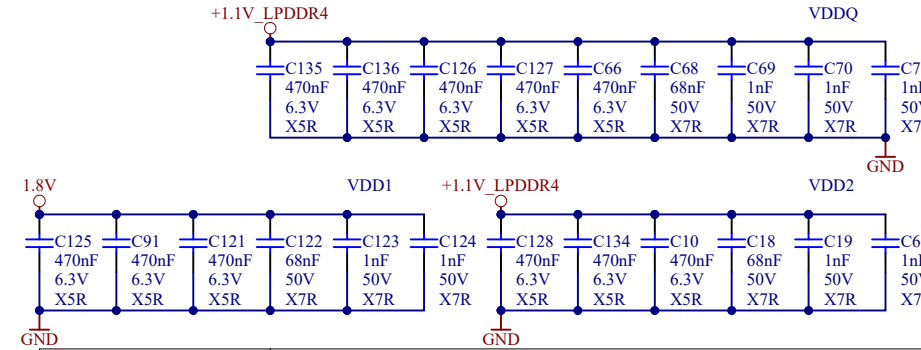 +1.1V_LPDDR4 VDDQ
C135 C136 C126 C127 C66 C68 C69 C70
470nF 470nF 470nF 470nF 470nF 68nF 1nF 1nF
6.3V 6.3V 6.3V 6.3V 6.3V 50V 50V 50V
X5R X5R X5R X5R X5R X7R X7R X7R
GND
1.8V VDD1 +1.1V_LPDDR4 VDD2
C125 C91 C121 C122 C123 C124 C128 C134 C10 C18 C19
470nF 470nF 470nF 68nF 1nF 1nF 470nF 470nF 470nF 68nF 1nF
6.3V 6.3V 6.3V 50V 50V 50V 6.3V 6.3V 6.3V 50V 50V
X5R X5R X5R X7R X7R X7R X5R X5R X5R X7R X7R
GND GND